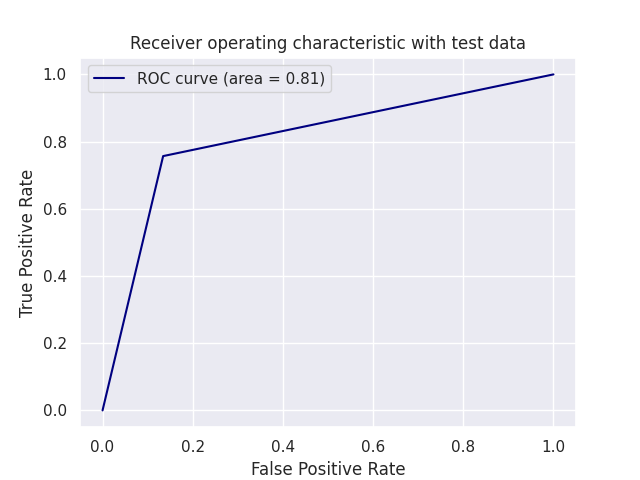 Receiver operating characteristic with test data
ROC curve (area = 0.81)
True Positive Rate
1.0
0.8
0.6
0.4
0.2
0.0
0.0 0.2 0.4 0.6 0.8 1.0
False Positive Rate